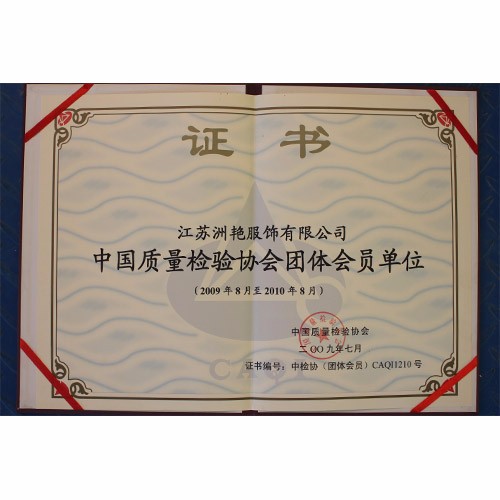 证书
江苏洲艳服饰有限公司
中国质量检验协会团体会员单位
(2009年8月至2010年8月)
中国质量检验协会
二OO九年七月
证书编号：中检协（团体会员）CAQI1210号
CAQI